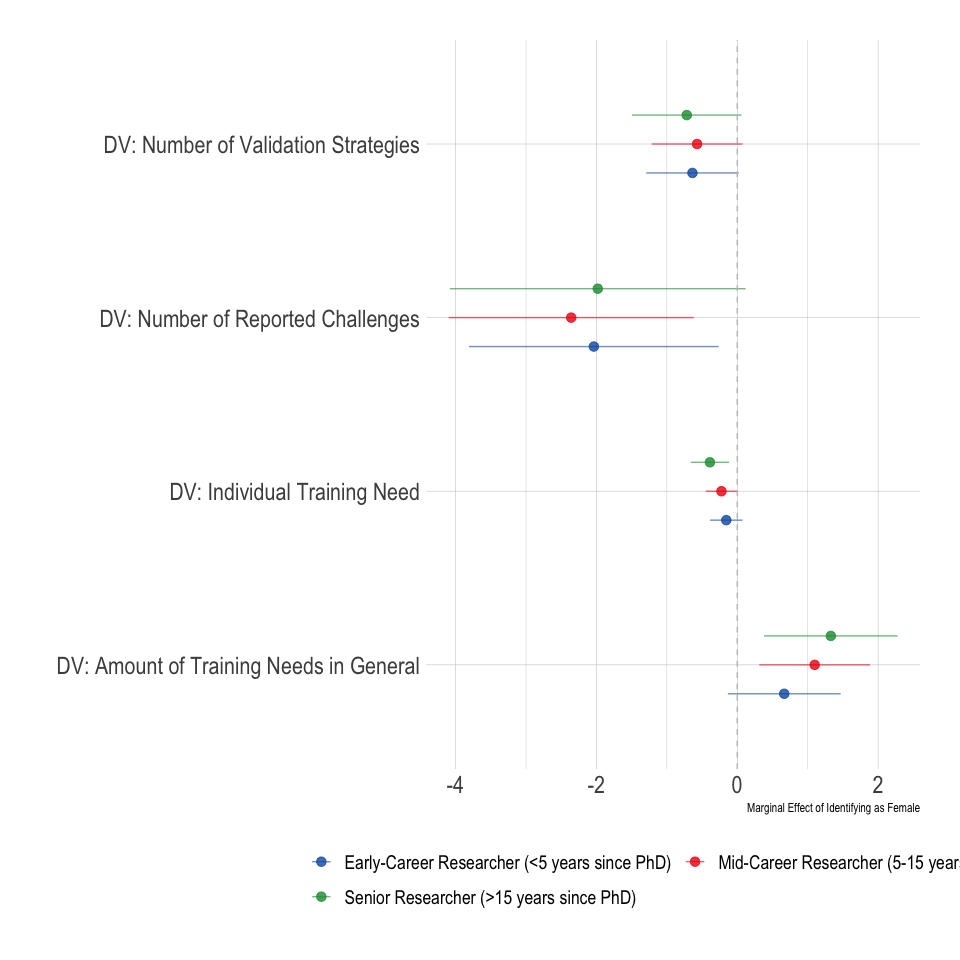 DV: Number of Validation Strategies
DV: Number of Reported Challenges
DV: Individual Training Need
DV: Amount of Training Needs in General
-4 -2 0 2
Marginal Effect of Identifying as Female
Early-Career Researcher (<5 years since PhD) Mid-Career Researcher (5-15 year
Senior Researcher (>15 years since PhD)